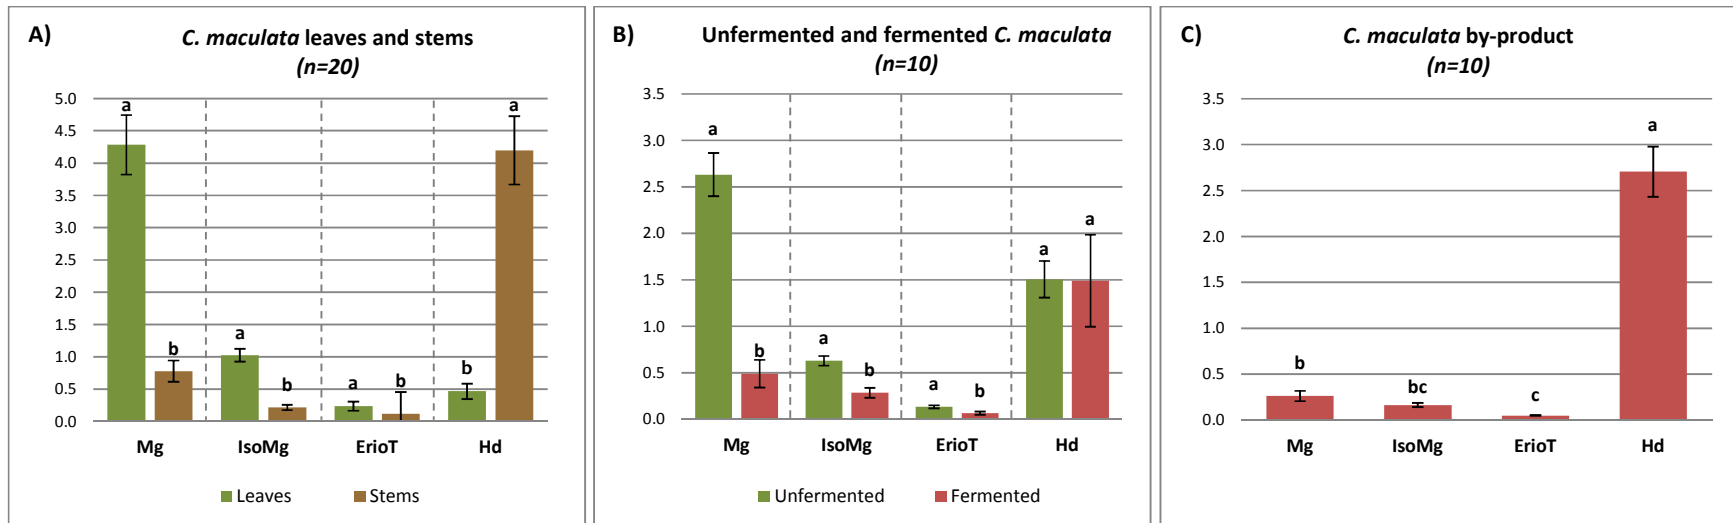 A)
C. maculata leaves and stems
(n=20)
5.0
4.5
4.0
3.5
3.0
2.5
2.0
1.5
1.0
0.5
0.0
a
b
a
b
a
b
b
a
Mg IsoMg ErioT Hd
Leaves Stems
B)
Unfermented and fermented C. maculata
(n=10)
3.5
3.0
2.5
2.0
1.5
1.0
0.5
0.0
a
b
a
b
a
b
a
a
Mg IsoMg ErioT Hd
Unfermented Fermented
C)
C. maculata by-product
(n=10)
3.5
3.0
2.5
2.0
1.5
1.0
0.5
0.0
b
bc
c
a
Mg IsoMg ErioT Hd